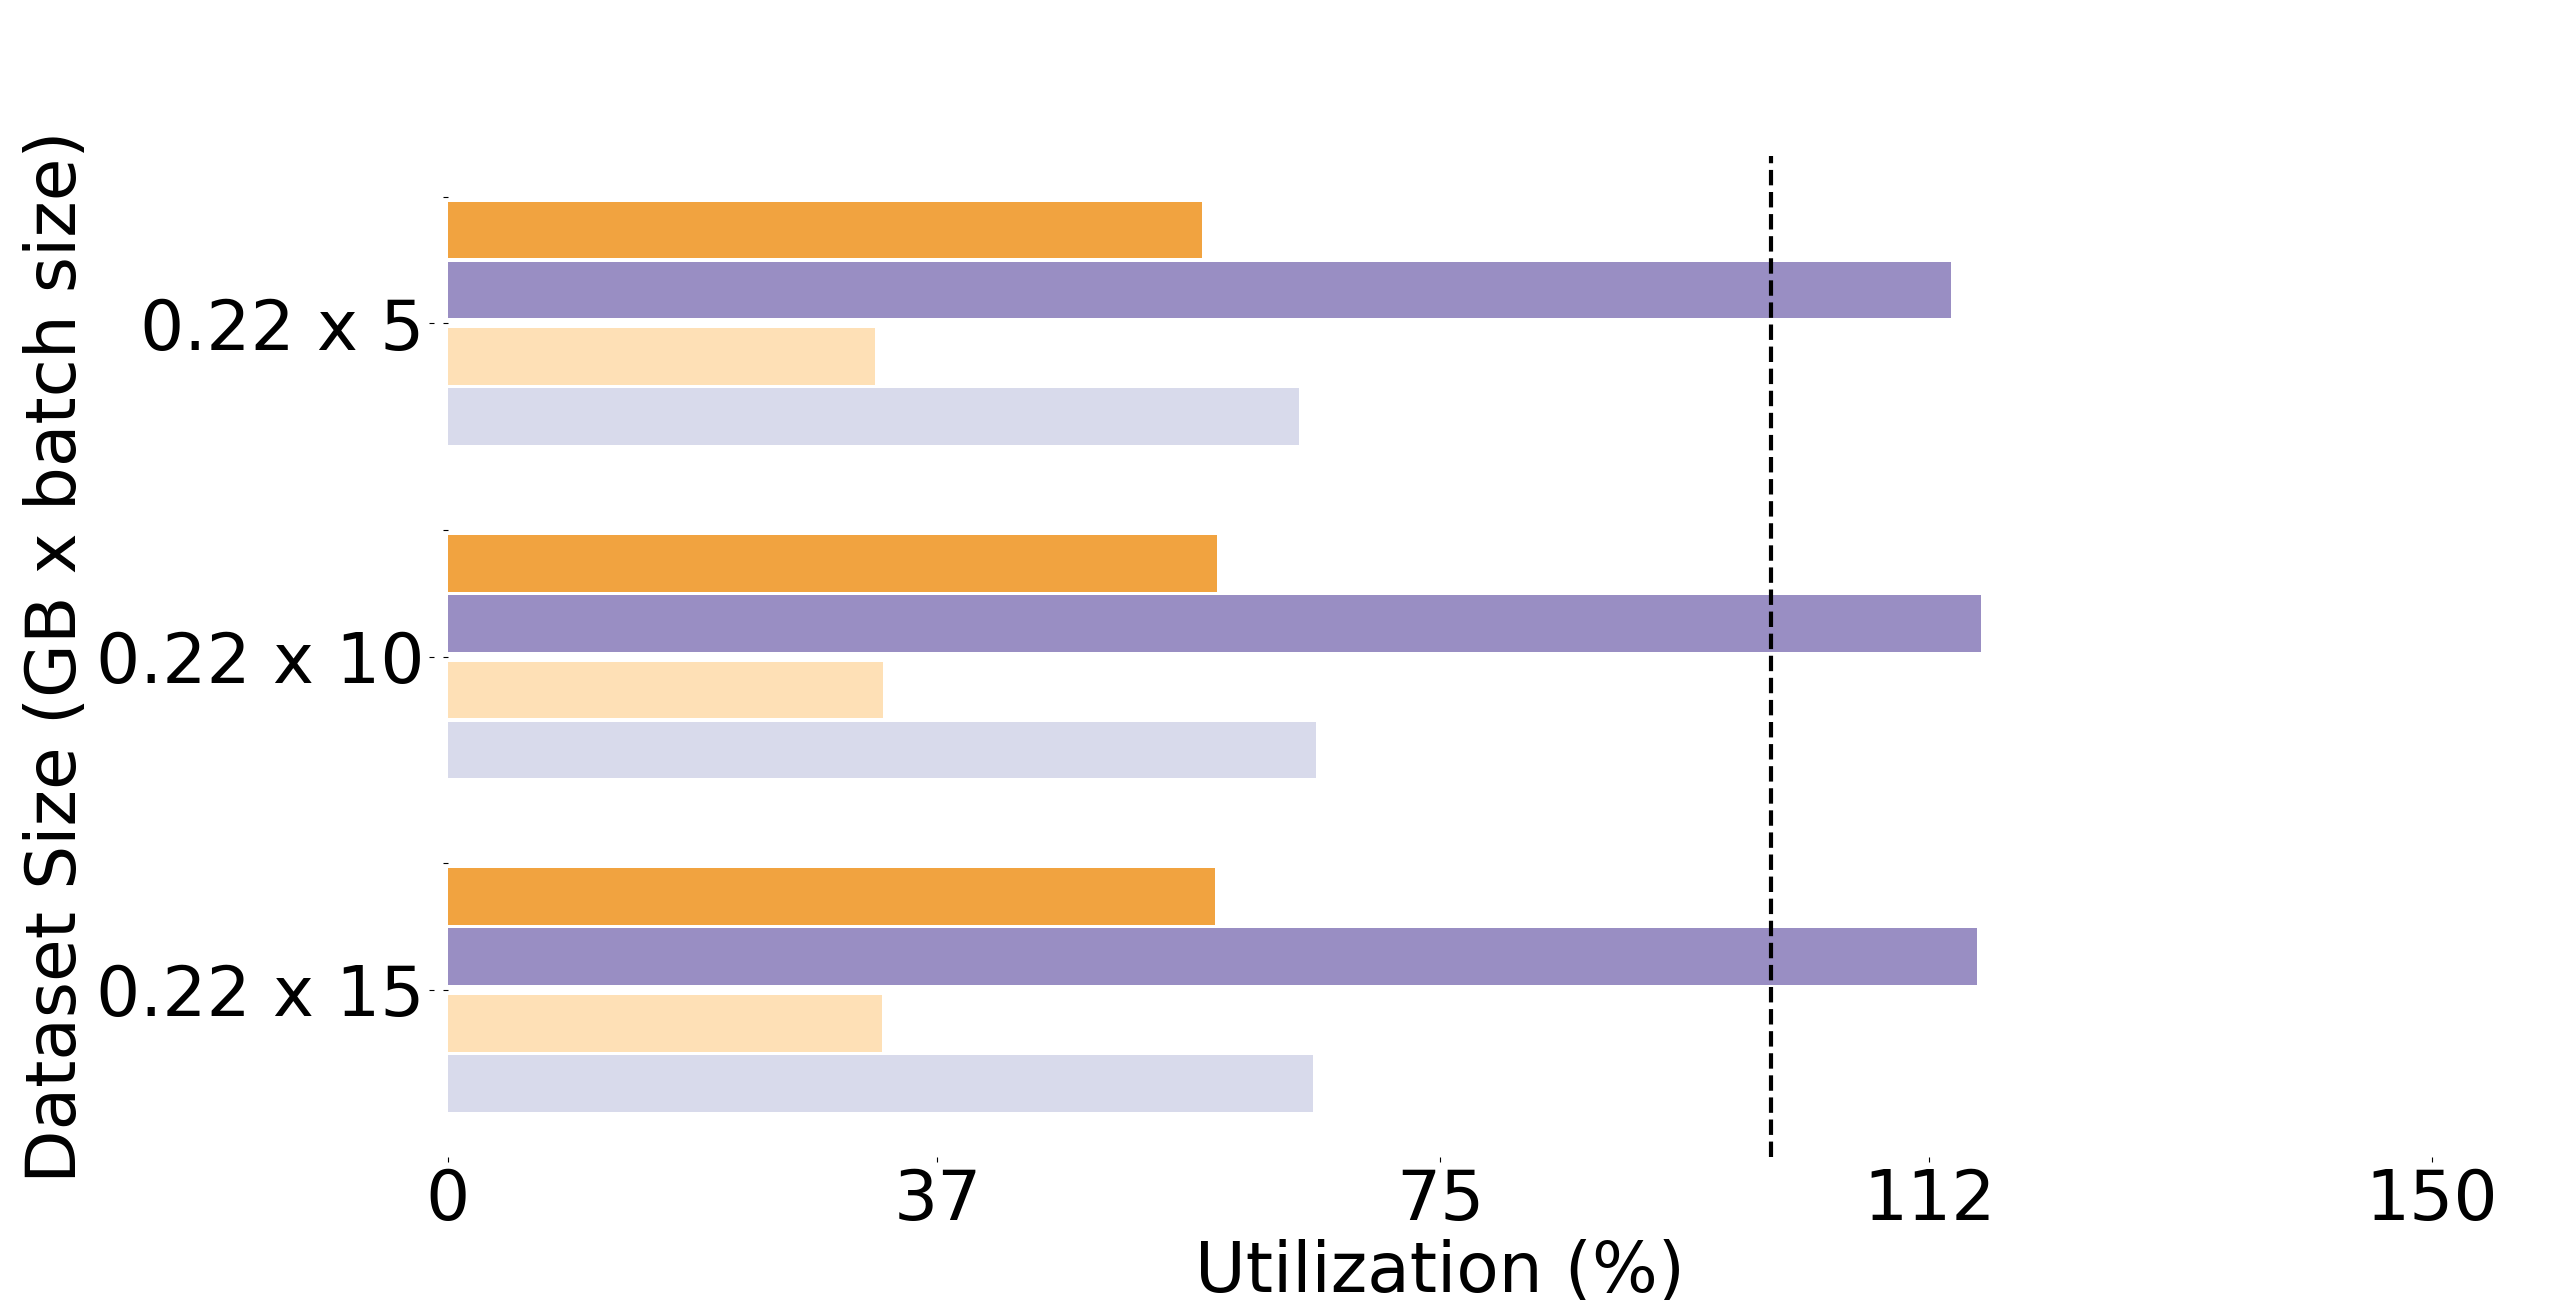 Dataset Size (GB x batch size)
0.22 x 5
0.22 x 10
0.22 x 15
0 37 75 112 150
Utilization (%)